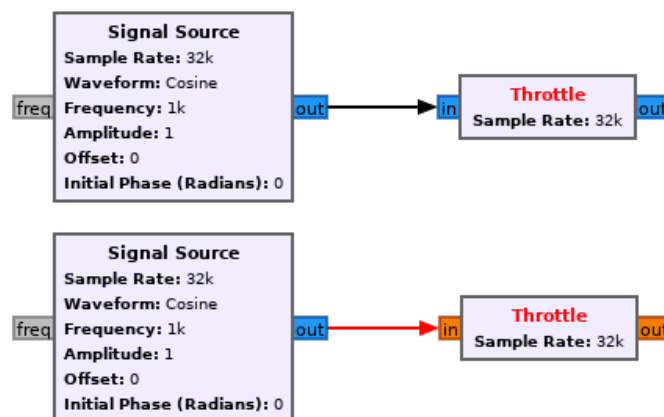 Signal Source
Sample Rate: 32k
Waveform: Cosine
freq
Frequency: 1k
out
Amplitude: 1
Offset: 0
Initial Phase (Radians): 0
in
Throttle
Sample Rate: 32k
out
Signal Source
Sample Rate: 32k
Waveform: Cosine
freq
Frequency: 1k
out
Amplitude: 1
Offset: 0
Initial Phase (Radians): 0
in
Throttle
Sample Rate: 32k
out